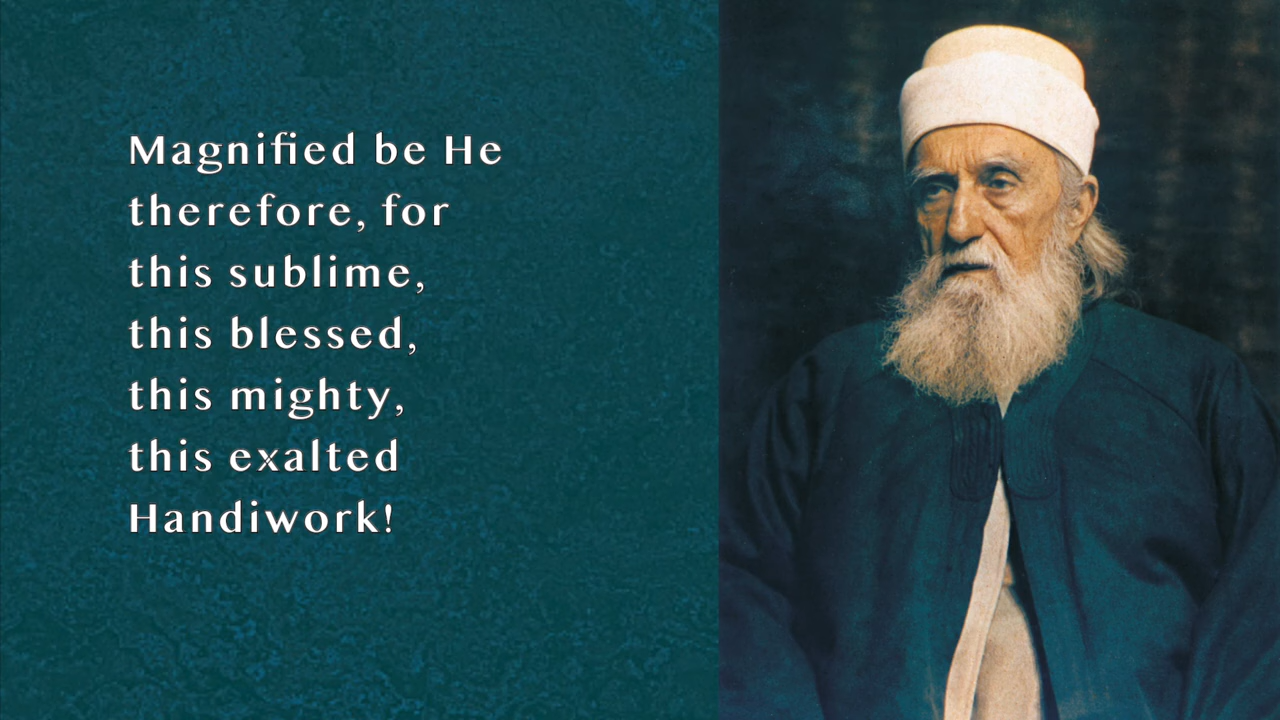 Magnified be He
therefore, for
this sublime,
this blessed,
this mighty,
this exalted
Handiwork!